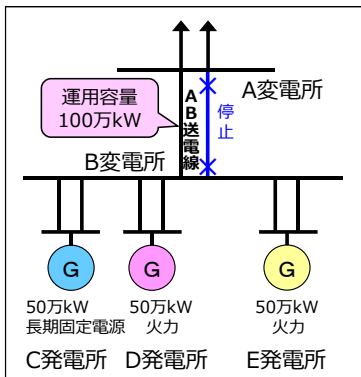 A変電所
運用容量
100万kW
AB送電線
停止
B変電所
G
G
G
50万kW
長期固定電源
50万kW
火力
50万kW
火力
C発電所
D発電所
E発電所